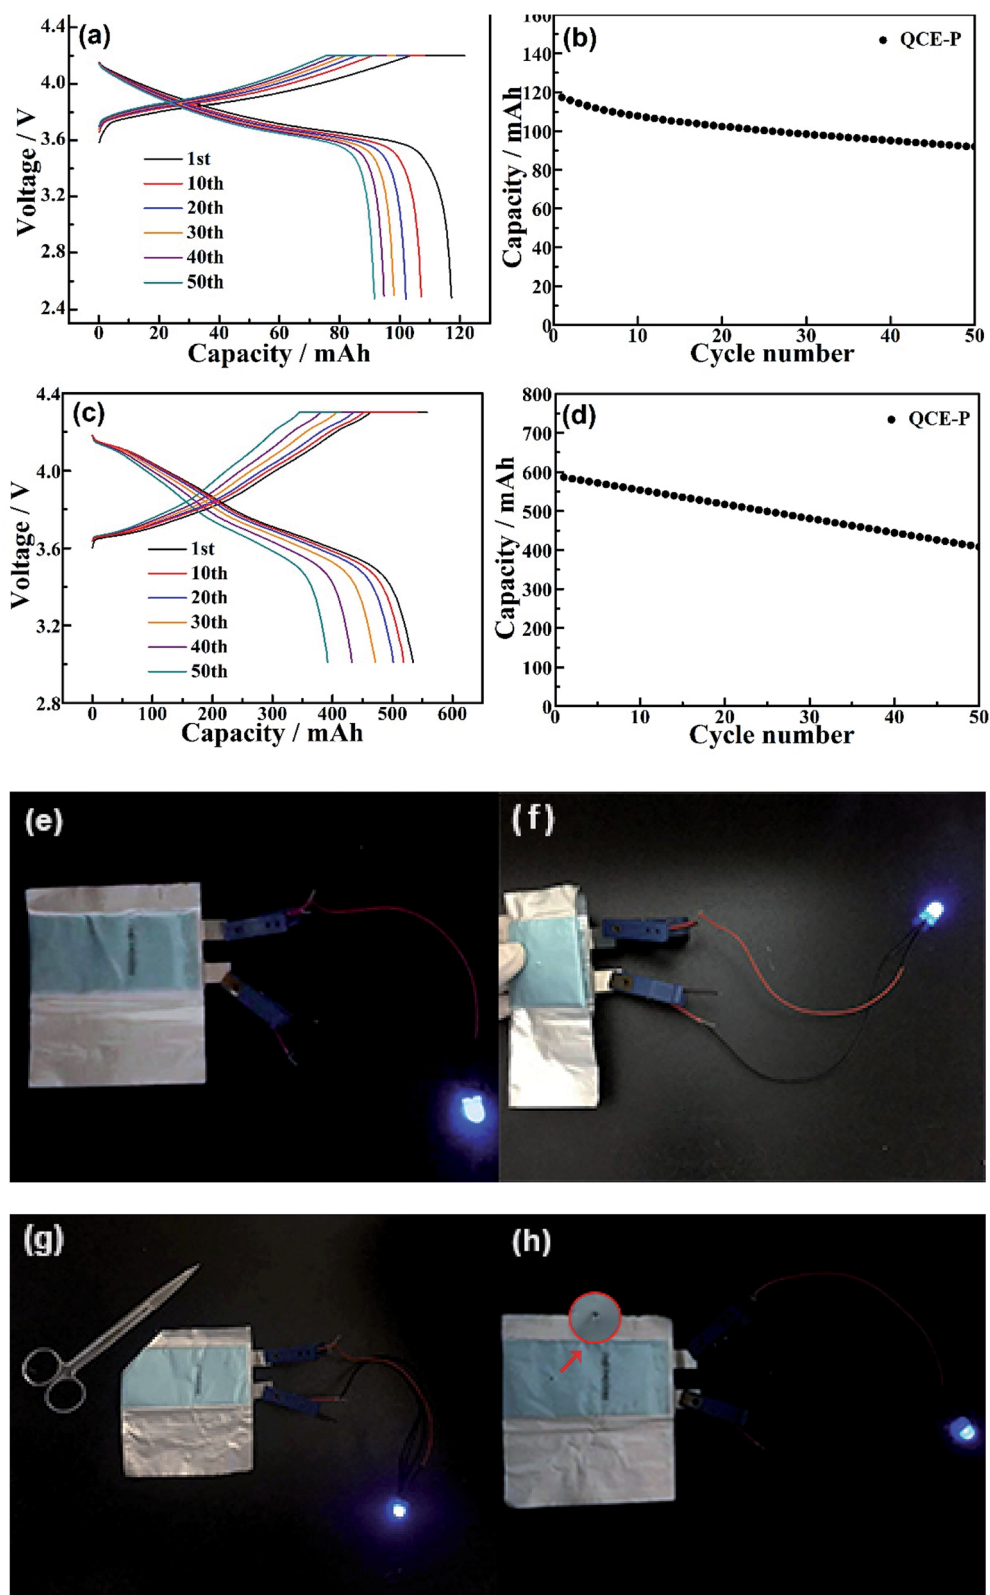 (a)
4.4
4.0
3.6
3.2
2.8
2.4
Voltage / V
1st
10th
20th
30th
40th
50th
0
20
40
60
80
100
120
Capacity / mAh
(b)
QCE-P
160
140
120
100
80
60
40
20
0
Capacity / mAh
0
10
20
30
40
50
Cycle number
(c)
4.4
4.0
3.6
3.2
2.8
Voltage / V
1st
10th
20th
30th
40th
50th
0
100
200
300
400
500
600
Capacity / mAh
(d)
QCE-P
800
700
600
500
400
300
200
100
0
Capacity / mAh
0
10
20
30
40
50
Cycle number
(e)
(f)
(g)
(h)